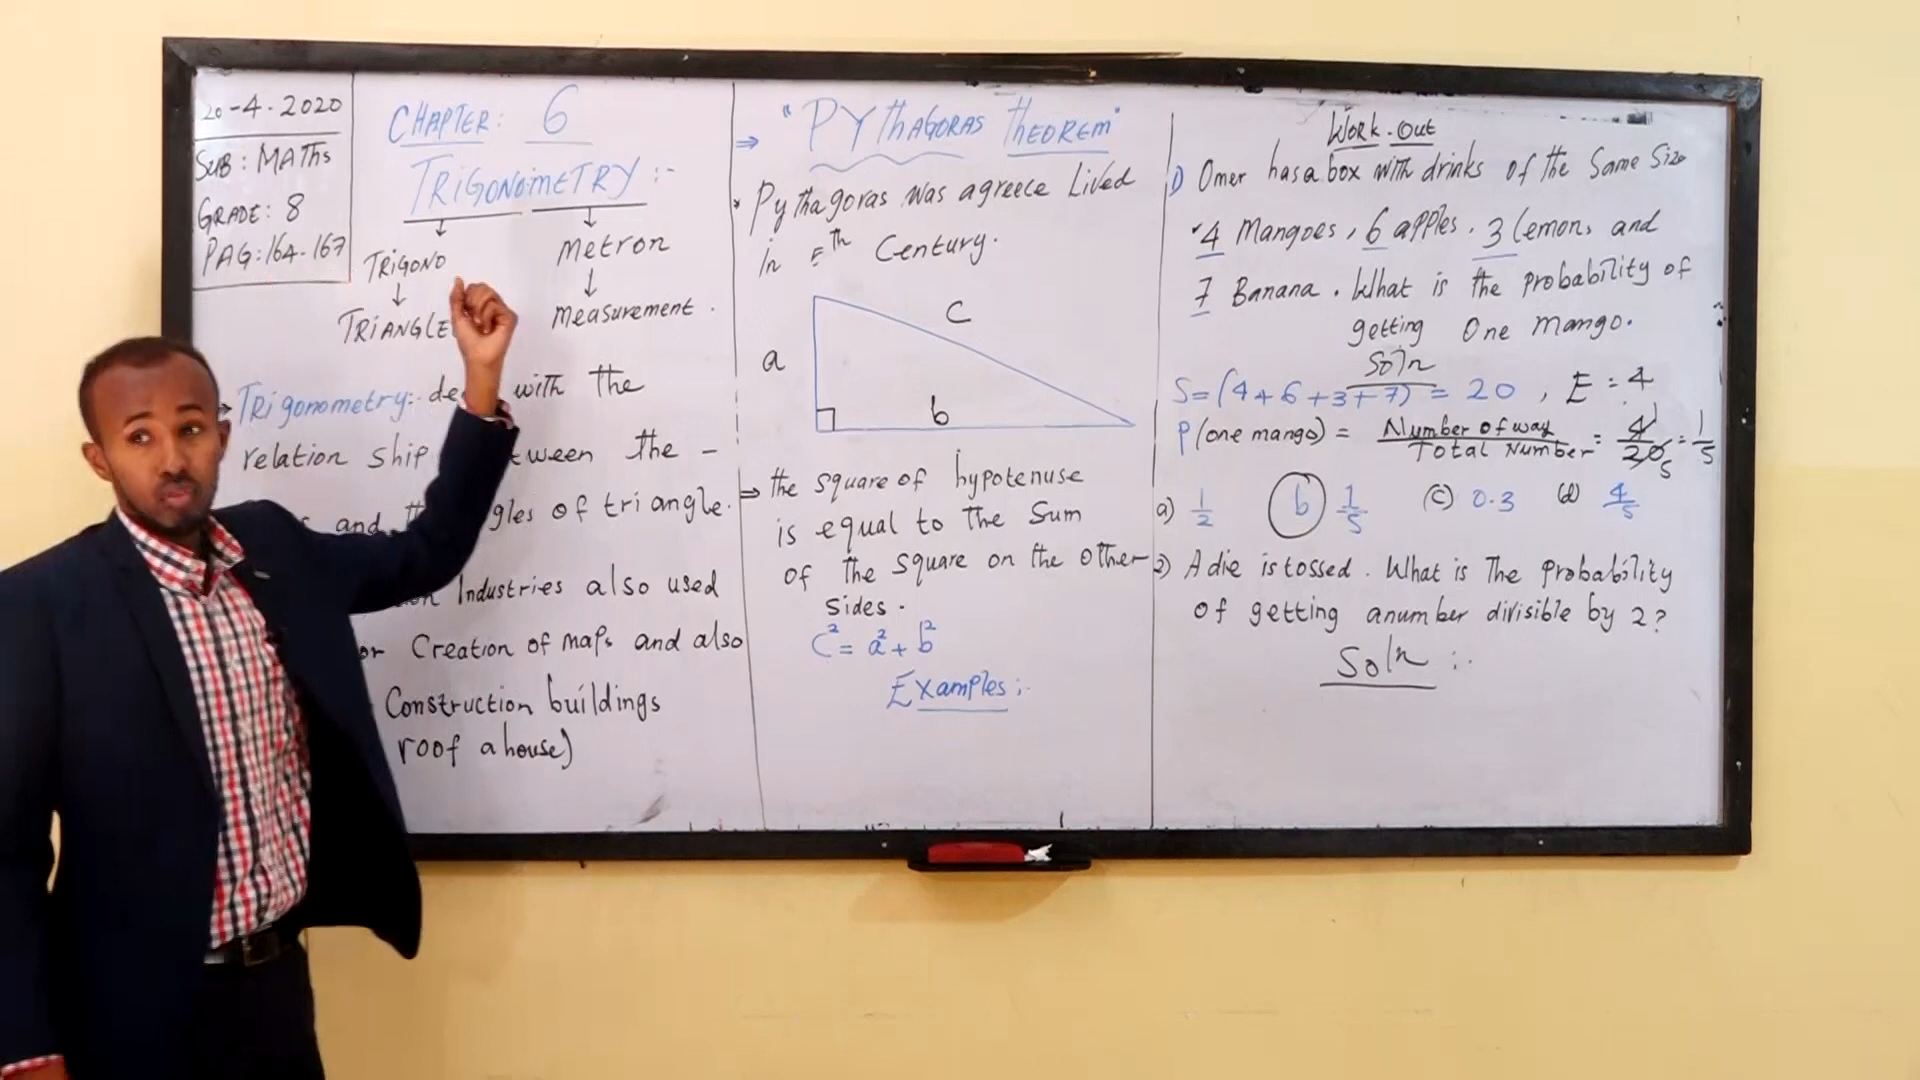 20-4-2020
SUB: MATHS
GRADE: 8
PAG: 164-167
CHAPTER: 6
TRIGONOMETRY :-
TRIGONO
Metron
TRIANGLE
Measurement.
Trigonometry:- de with the
relation ship tween the -
and th gles of triangle.
Industries also used
or Creation of maps and also
Construction buildings
roof a house)
⇒ "PYTHAGORAS THEOREM"
* Pythagoras was a greece Lived
in 5th Century.
c
a
b
⇒ the square of hypotenuse
is equal to the Sum
of the square on the other
sides.
c² = a² + b²
Examples:-
Work-Out
1) Omer has a box with drinks of the Same Size
4 Mangoes, 6 apples, 3 lemons and
7 Banana. What is the probability of
getting One mango.
Soln
S=(4+6+3+7) = 20, E = 4
P(one mango) = Number of way / Total Number = 4/20 = 1/5
a) 1/2 b 1/5 (c) 0.3 (d) 4/5
2) A die is tossed. What is The probability
of getting a number divisible by 2?
Soln :-